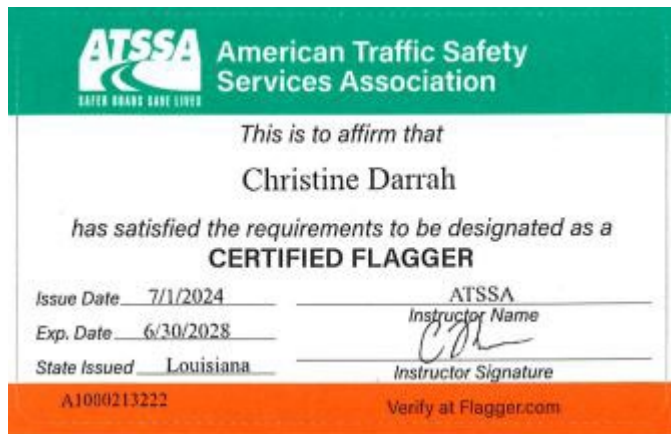 ATSSA
SAFER ROADS SAVE LIVES
American Traffic Safety
Services Association
This is to affirm that
Christine Darrah
has satisfied the requirements to be designated as a
CERTIFIED FLAGGER
Issue Date 7/1/2024
ATSSA
Instructor Name
Exp. Date 6/30/2028
State Issued Louisiana
Instructor Signature
A1000213222
Verify at Flagger.com